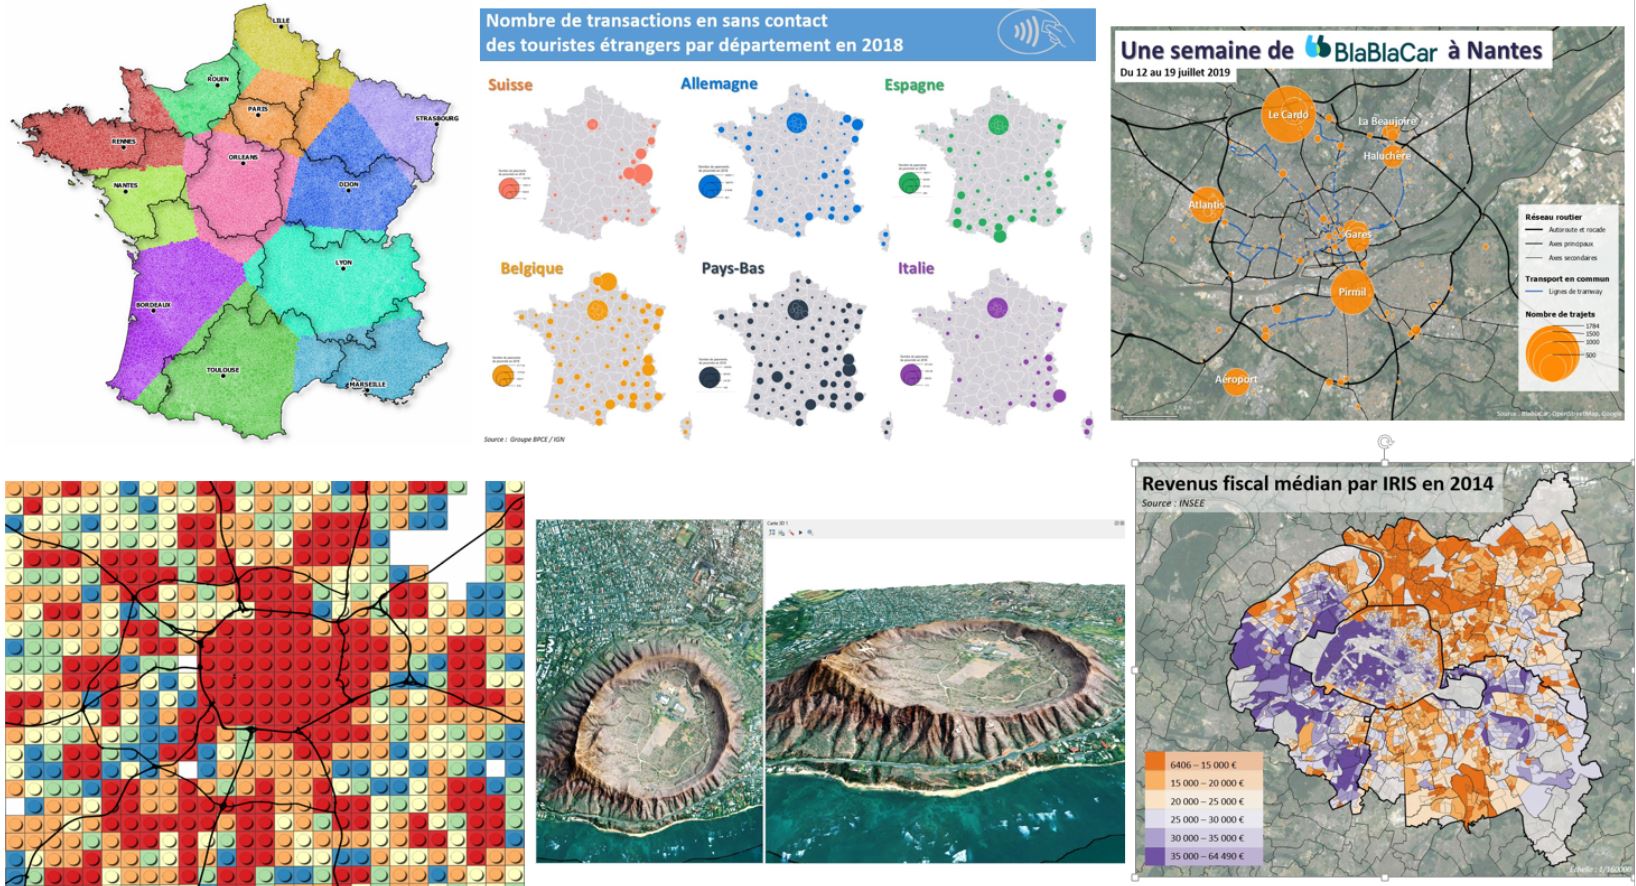 LILLE
ROUEN
PARIS
STRASBOURG
RENNES
ORLEANS
NANTES
DIJON
LYON
BORDEAUX
TOULOUSE
MARSEILLE
Nombre de transactions en sans contact
des touristes étrangers par département en 2018
Suisse
Allemagne
Espagne
Belgique
Pays-Bas
Italie
Source : Groupe BPCE / IGN
Une semaine de BlaBlaCar à Nantes
Du 12 au 19 juillet 2019
Le Cardo
La Beaujoire
Haluchère
Atlantis
Gares
Pirmil
Aéroport
Réseau routier
Autoroute et rocade
Axes principaux
Axes secondaires
Transport en commun
Lignes de tramway
Nombre de trajets
1784
1500
1000
500
Source : BlaBlaCar, OpenStreetMap, Google
Carte 3D 1
Revenus fiscal médian par IRIS en 2014
Source : INSEE
6406 – 15 000 €
15 000 – 20 000 €
20 000 – 25 000 €
25 000 – 30 000 €
30 000 – 35 000 €
35 000 – 64 490 €
Echelle : 1/160000